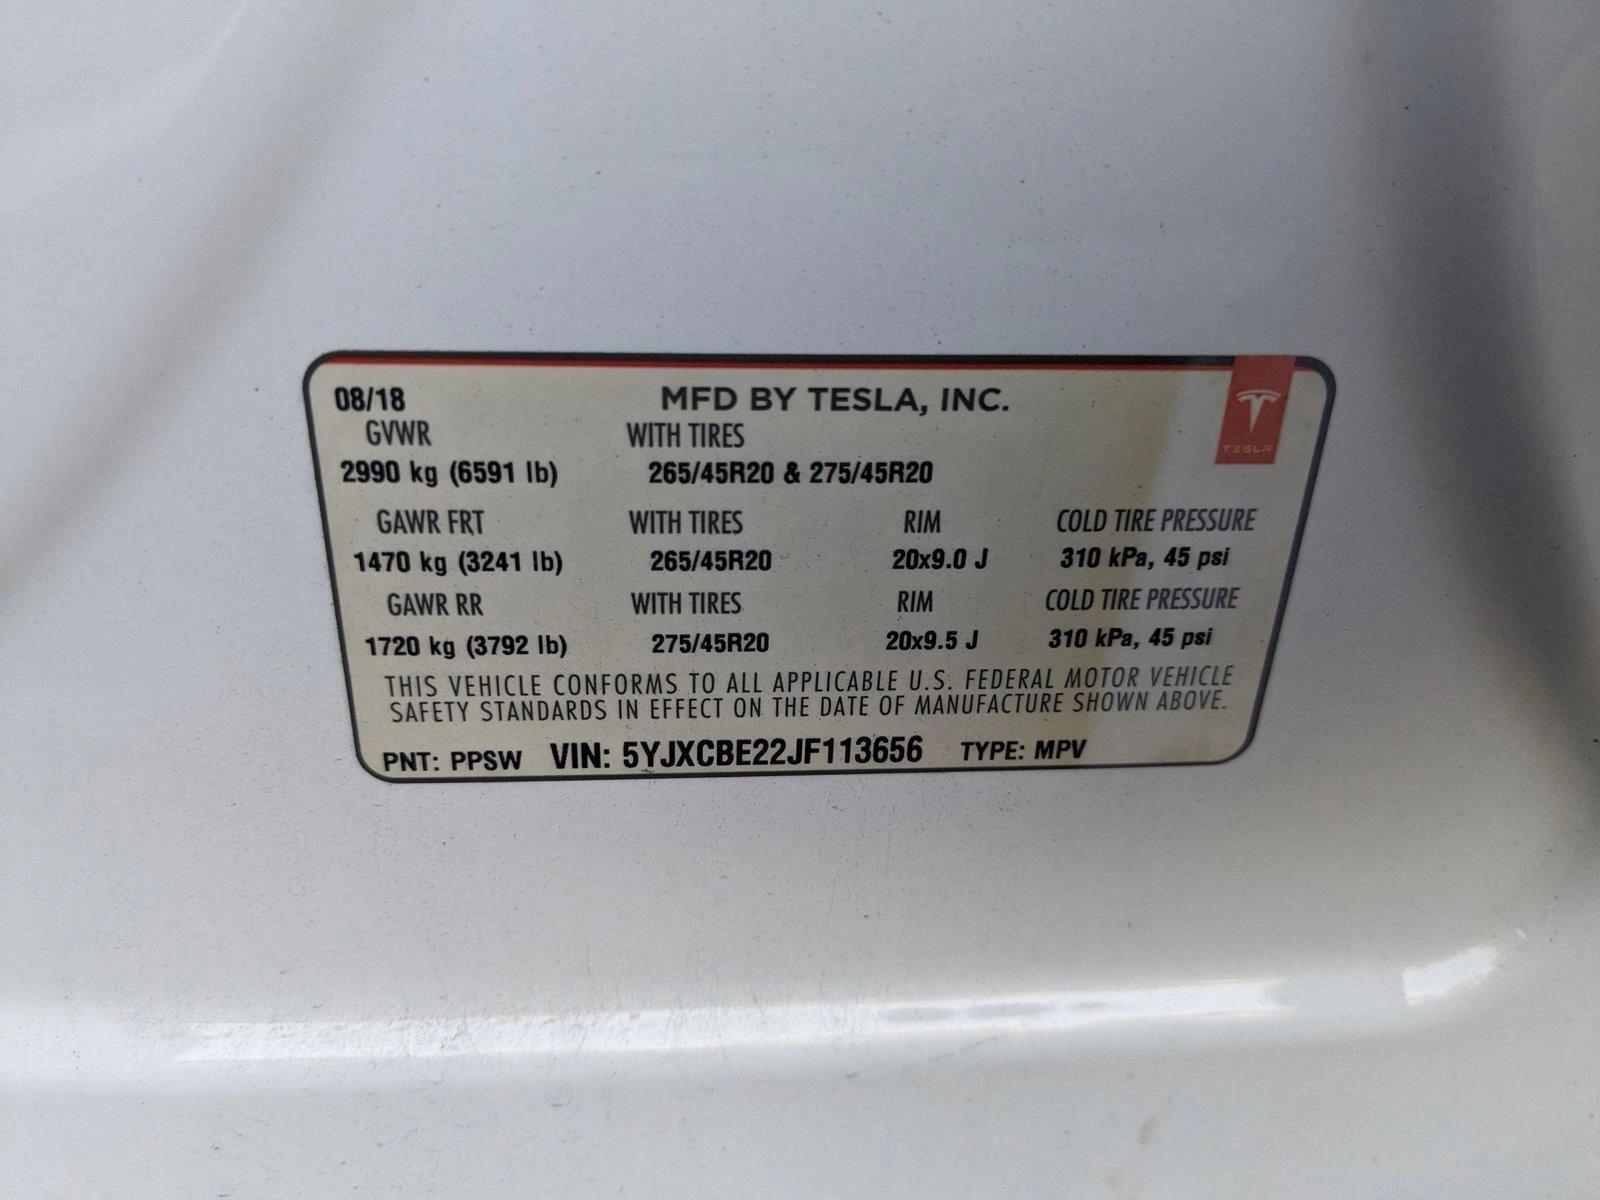 08/18 MFD BY TESLA, INC.
GVWR WITH TIRES
2990 kg (6591 lb) 265/45R20 & 275/45R20
TESLA
GAWR FRT WITH TIRES RIM COLD TIRE PRESSURE
1470 kg (3241 lb) 265/45R20 20x9.0 J 310 kPa, 45 psi
GAWR RR WITH TIRES RIM COLD TIRE PRESSURE
1720 kg (3792 lb) 275/45R20 20x9.5 J 310 kPa, 45 psi
THIS VEHICLE CONFORMS TO ALL APPLICABLE U.S. FEDERAL MOTOR VEHICLE
SAFETY STANDARDS IN EFFECT ON THE DATE OF MANUFACTURE SHOWN ABOVE.
PNT: PPSW VIN: 5YJXCBE22JF113656 TYPE: MPV